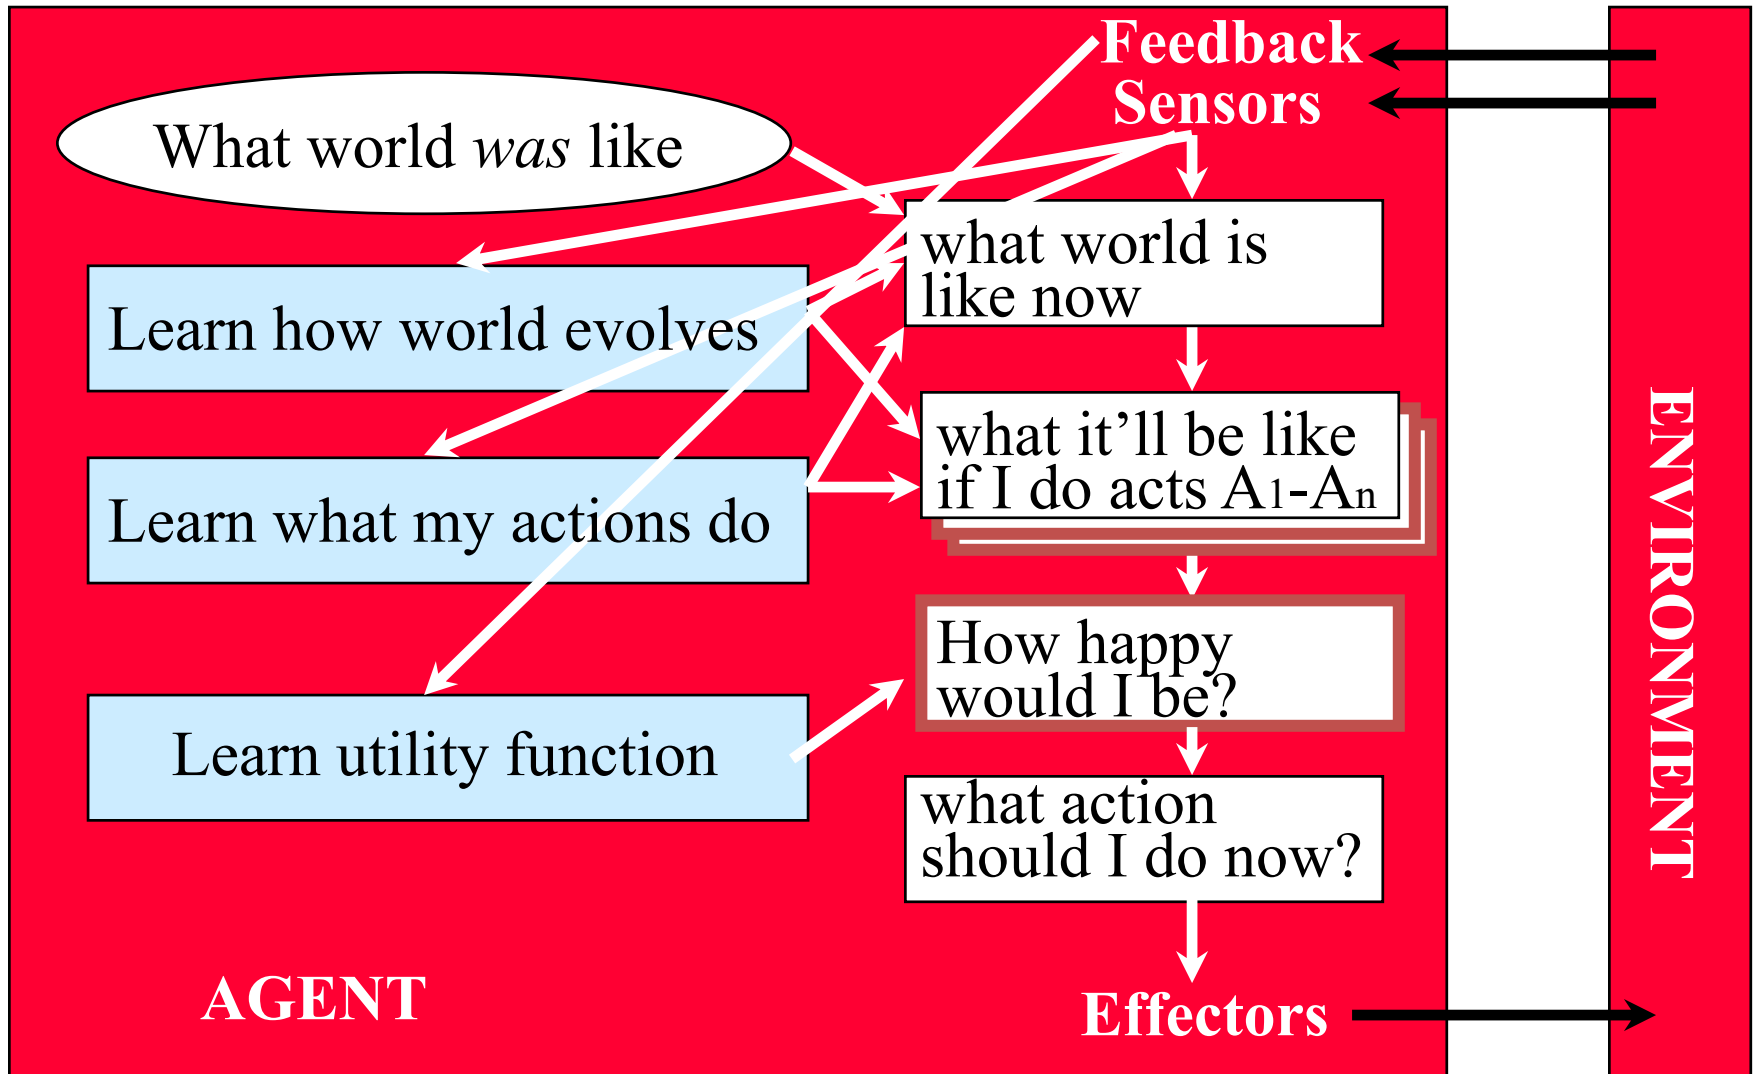 Feedback
Sensors
What world was like
what world is
like now
Learn how world evolves
what it’ll be like
if I do acts A1-An
Learn what my actions do
How happy
would I be?
Learn utility function
what action
should I do now?
AGENT
Effectors
ENVIRONMENT